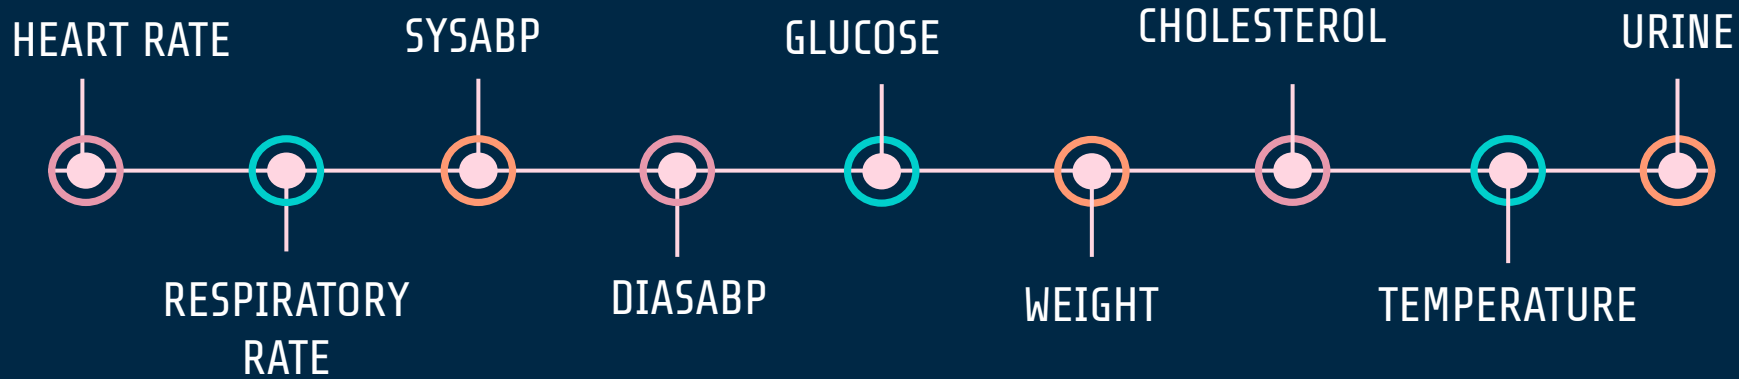 HEART RATE
SYSABP
GLUCOSE
CHOLESTEROL
URINE
RESPIRATORY
RATE
DIASABP
WEIGHT
TEMPERATURE